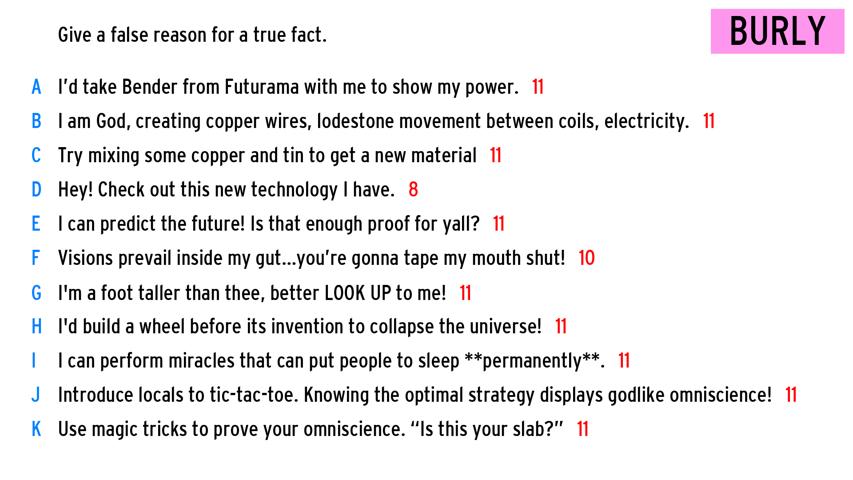 Give a false reason for a true fact.
BURLY
A I'd take Bender from Futurama with me to show my power. 11
B I am God, creating copper wires, lodestone movement between coils, electricity. 11
C Try mixing some copper and tin to get a new material 11
D Hey! Check out this new technology I have. 8
E I can predict the future! Is that enough proof for yall? 11
F Visions prevail inside my gut...you're gonna tape my mouth shut! 10
G I'm a foot taller than thee, better LOOK UP to me! 11
H I'd build a wheel before its invention to collapse the universe! 11
I I can perform miracles that can put people to sleep **permanently**. 11
J Introduce locals to tic-tac-toe. Knowing the optimal strategy displays godlike omniscience! 11
K Use magic tricks to prove your omniscience. “Is this your slab?” 11